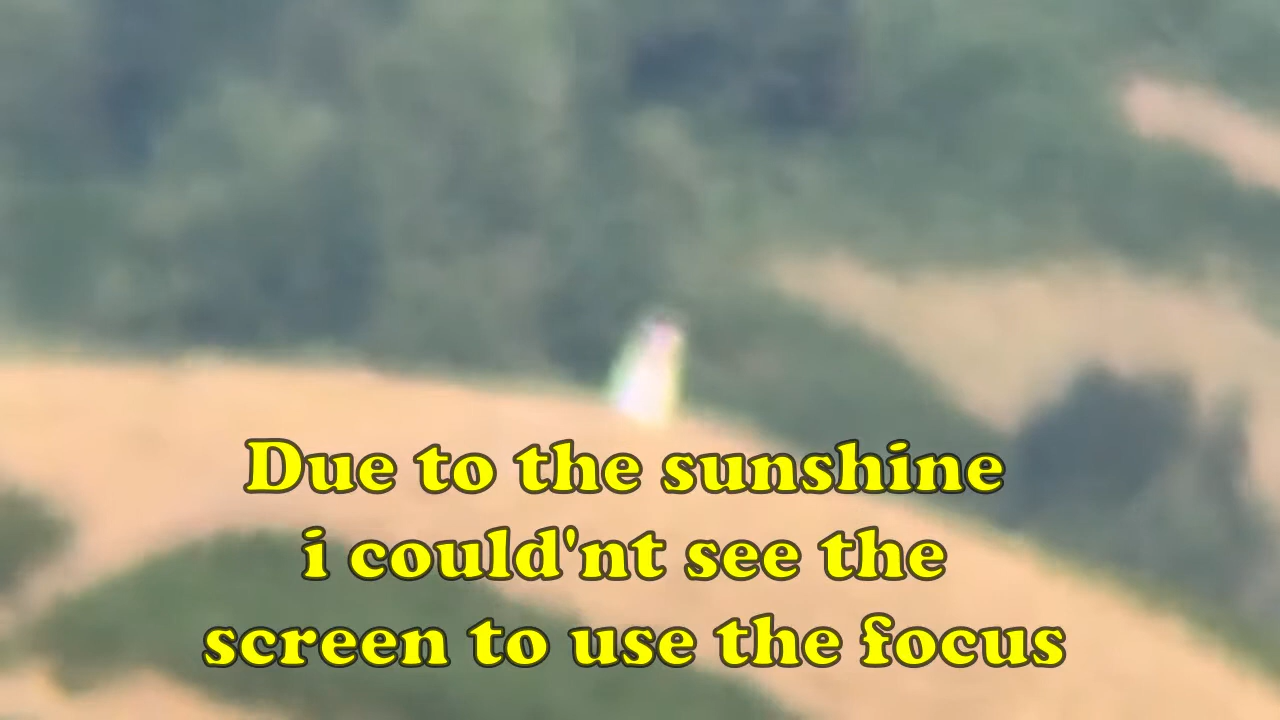 Due to the sunshine
i could'nt see the
screen to use the focus